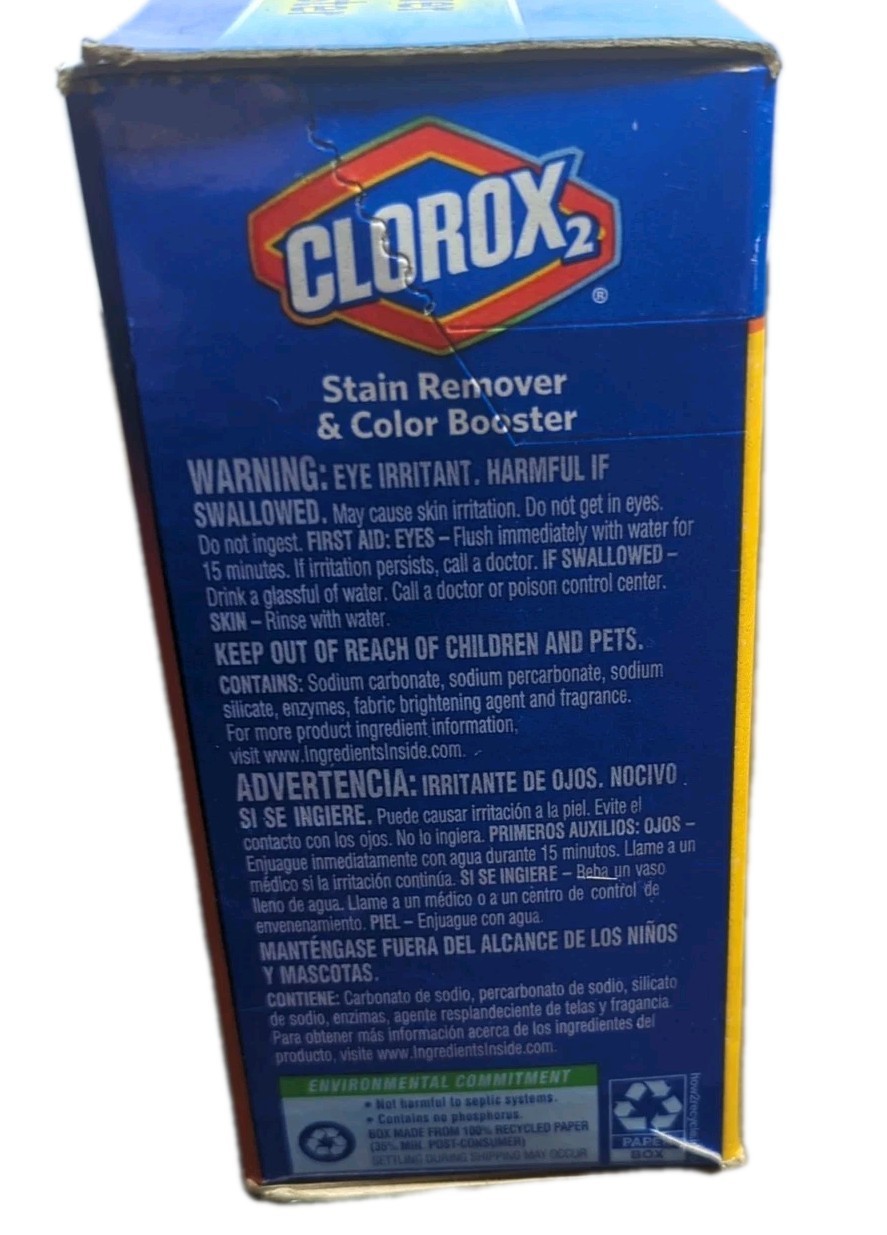 CLOROX2®
Stain Remover
& Color Booster
WARNING: EYE IRRITANT. HARMFUL IF
SWALLOWED. May cause skin irritation. Do not get in eyes.
Do not ingest. FIRST AID: EYES – Flush immediately with water for
15 minutes. If irritation persists, call a doctor. IF SWALLOWED –
Drink a glassful of water. Call a doctor or poison control center.
SKIN – Rinse with water.
KEEP OUT OF REACH OF CHILDREN AND PETS.
CONTAINS: Sodium carbonate, sodium percarbonate, sodium
silicate, enzymes, fabric brightening agent and fragrance.
For more product ingredient information,
visit www.IngredientsInside.com.
ADVERTENCIA: IRRITANTE DE OJOS. NOCIVO
SI SE INGIERE. Puede causar irritación a la piel. Evite el
contacto con los ojos. No lo ingiera. PRIMEROS AUXILIOS: OJOS –
Enjuague inmediatamente con agua durante 15 minutos. Llame a un
médico si la irritación continúa. SI SE INGIERE – Beba un vaso
lleno de agua. Llame a un médico o a un centro de control de
envenenamiento. PIEL – Enjuague con agua.
MANTÉNGASE FUERA DEL ALCANCE DE LOS NIÑOS
Y MASCOTAS.
CONTIENE: Carbonato de sodio, percarbonato de sodio, silicato
de sodio, enzimas, agente resplandeciente de telas y fragancia.
Para obtener más información acerca de los ingredientes del
producto, visite www.IngredientsInside.com.
ENVIRONMENTAL COMMITMENT
• Not harmful to septic systems.
• Contains no phosphorus.
BOX MADE FROM 100% RECYCLED PAPER
(35% MIN. POST-CONSUMER)
SETTLING DURING SHIPPING MAY OCCUR
PAPER
BOX